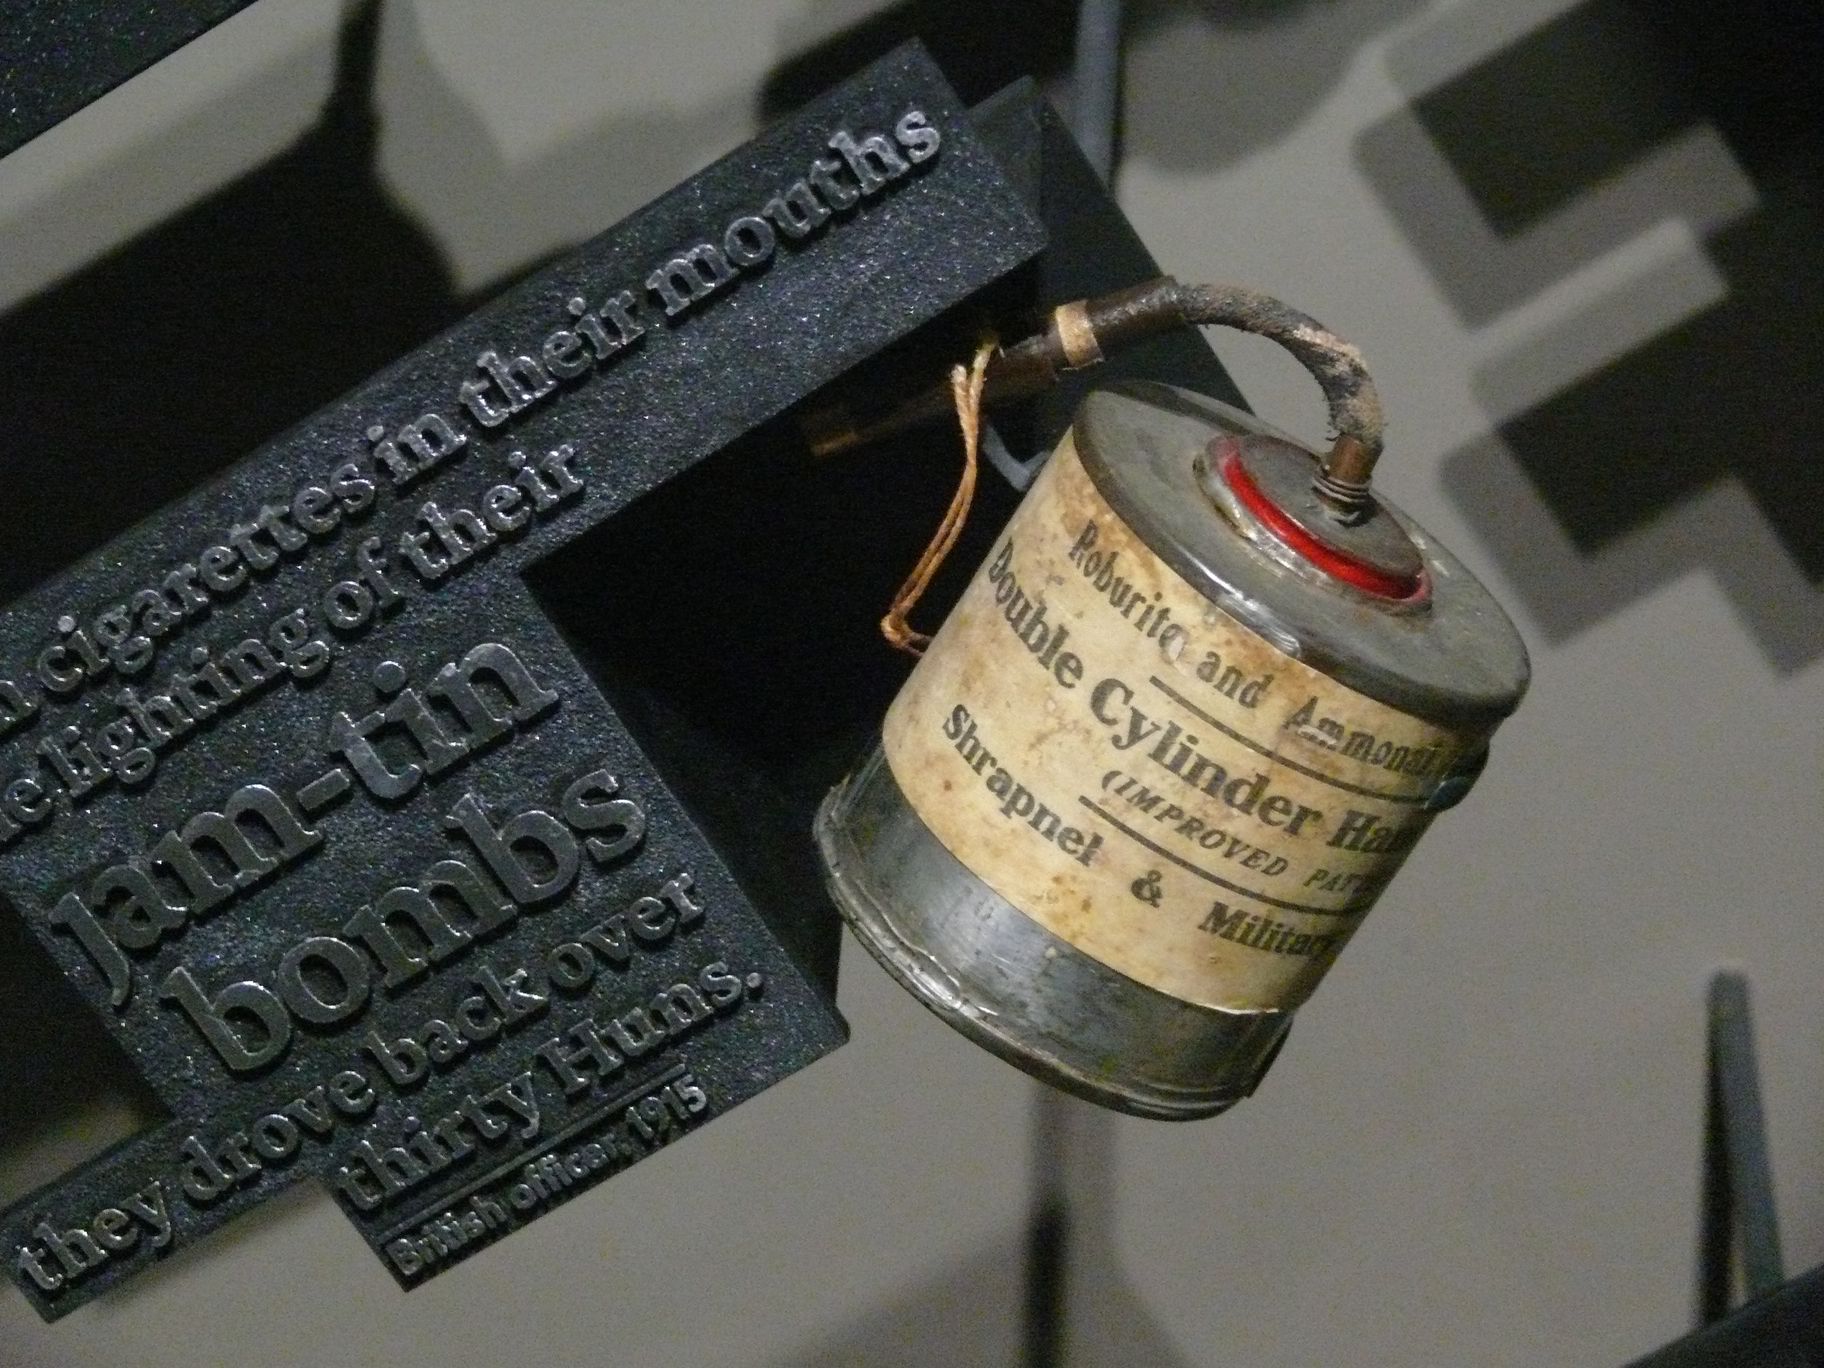 cigarettes in their mouths
lighting of their
Jam-tin
bombs
they drove back over
thirty Huns.
British officer, 1915
Roburite and Ammonal
Double Cylinder
(IMPROVED
Shrapnel & Military